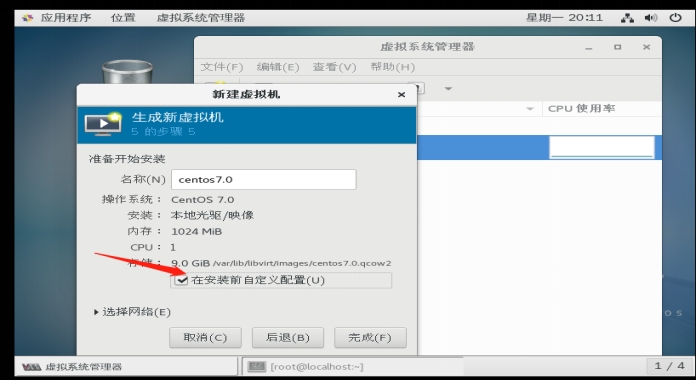 应用程序 位置 虚拟系统管理器 星期一 20:11
虚拟系统管理器
文件(F) 编辑(E) 查看(V) 帮助(H)
新建虚拟机
CPU 使用率
生成新虚拟机
5 的步骤 5
准备开始安装
名称(N) centos7.0
操作系统： CentOS 7.0
安装： 本地光驱/映像
内存： 1024 MiB
CPU： 1
存储： 9.0 GiB /var/lib/libvirt/images/centos7.0.qcow2
在安装前自定义配置(U)
选择网络(E)
取消(C) 后退(B) 完成(F)
虚拟系统管理器 [root@localhost:~] 1 / 4